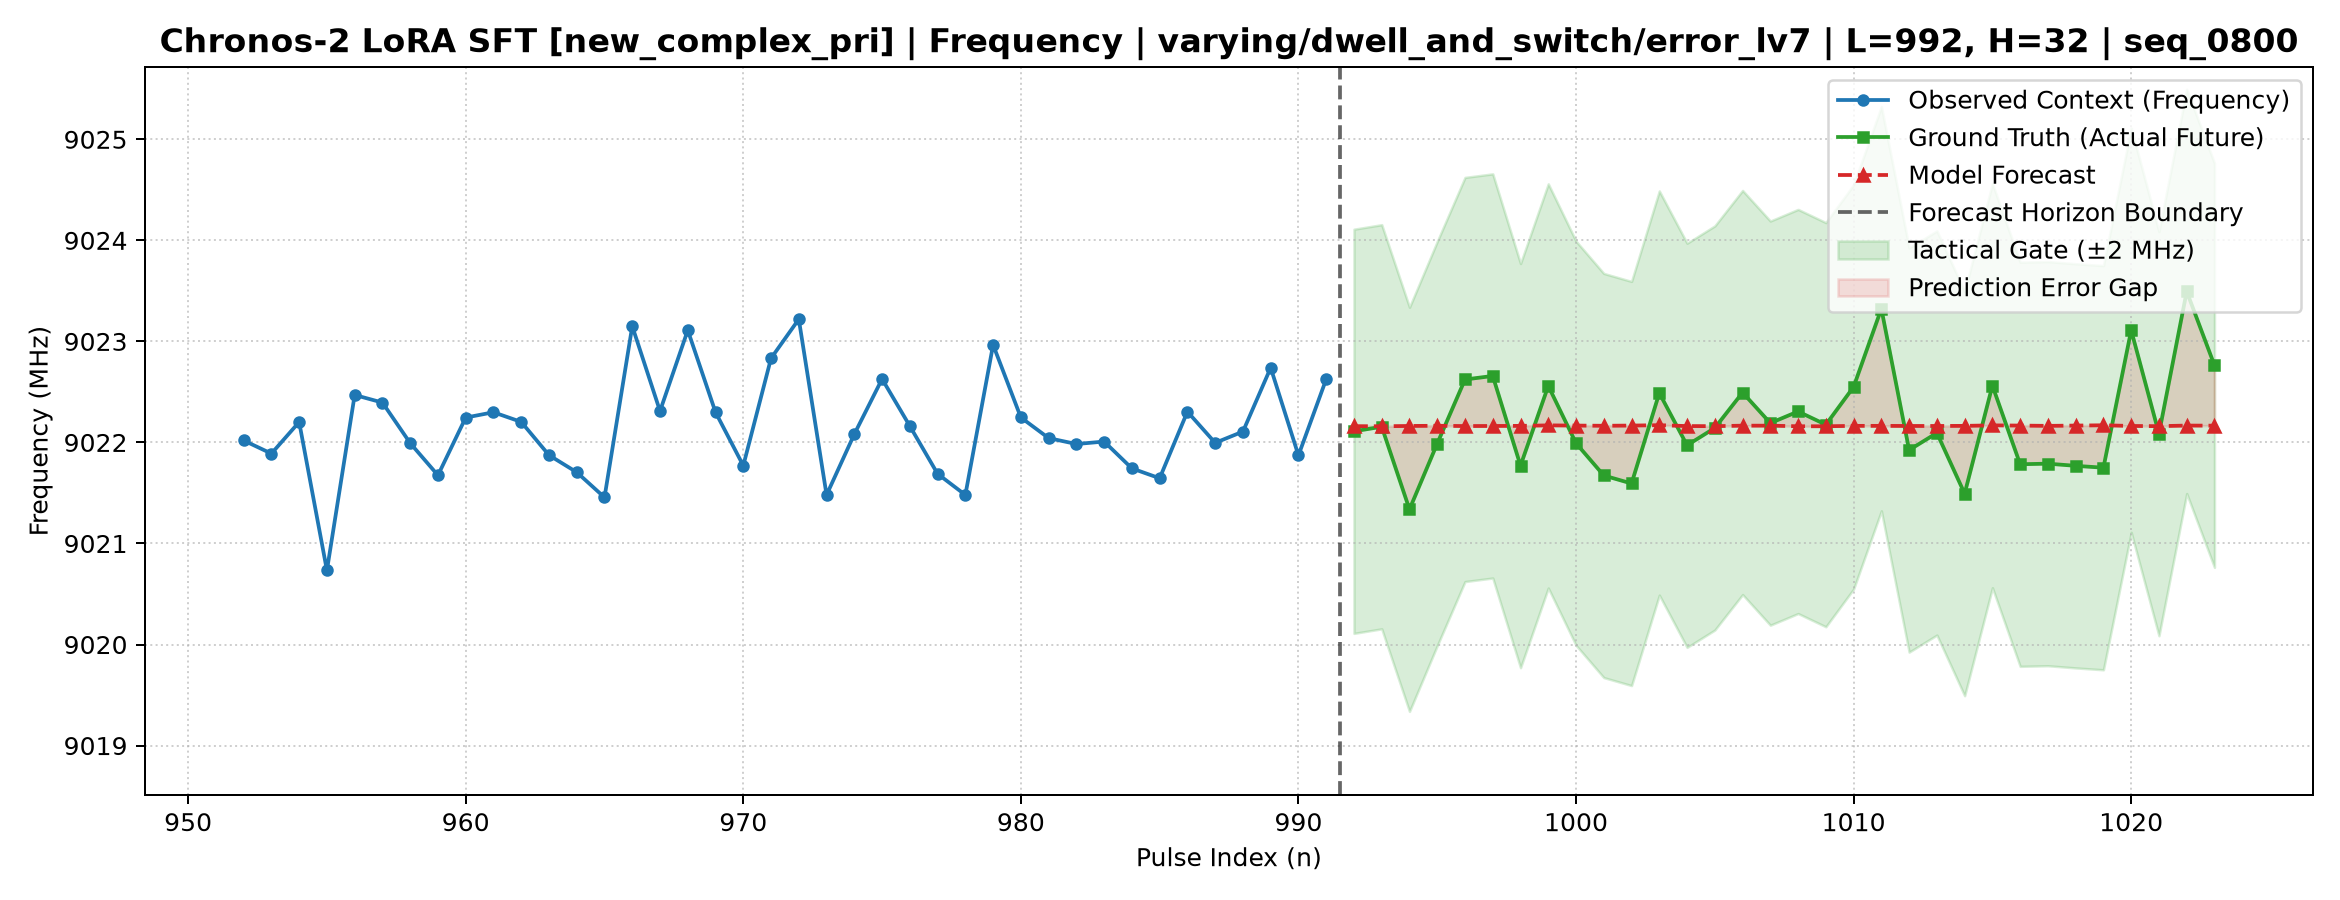 Chronos-2 LoRA SFT [new_complex_pri] | Frequency | varying/dwell_and_switch/error_lv7 | L=992, H=32 | seq_0800
Observed Context (Frequency)
Ground Truth (Actual Future)
Model Forecast
Forecast Horizon Boundary
Tactical Gate (±2 MHz)
Prediction Error Gap
Frequency (MHz)
9025
9024
9023
9022
9021
9020
9019
950 960 970 980 990 1000 1010 1020
Pulse Index (n)